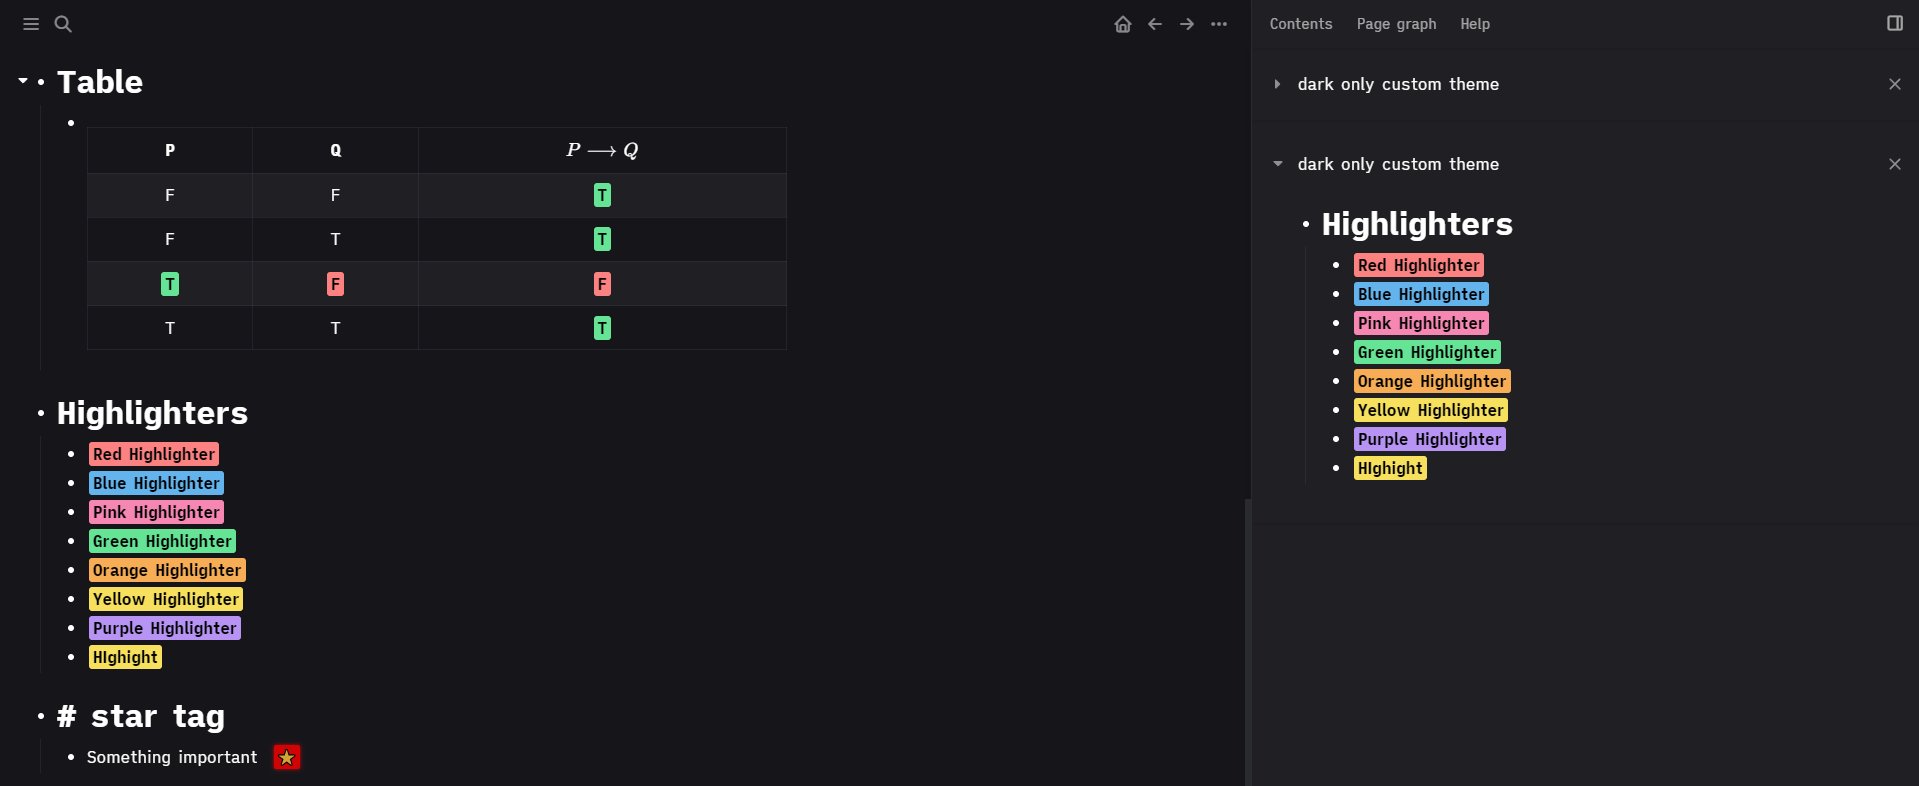 Contents Page graph Help
Table
P Q P ⟶ Q
F F T
F T T
T F F
T T T
Highlighters
Red Highlighter
Blue Highlighter
Pink Highlighter
Green Highlighter
Orange Highlighter
Yellow Highlighter
Purple Highlighter
HIghight
# star tag
Something important
dark only custom theme
dark only custom theme
Highlighters
Red Highlighter
Blue Highlighter
Pink Highlighter
Green Highlighter
Orange Highlighter
Yellow Highlighter
Purple Highlighter
HIghight